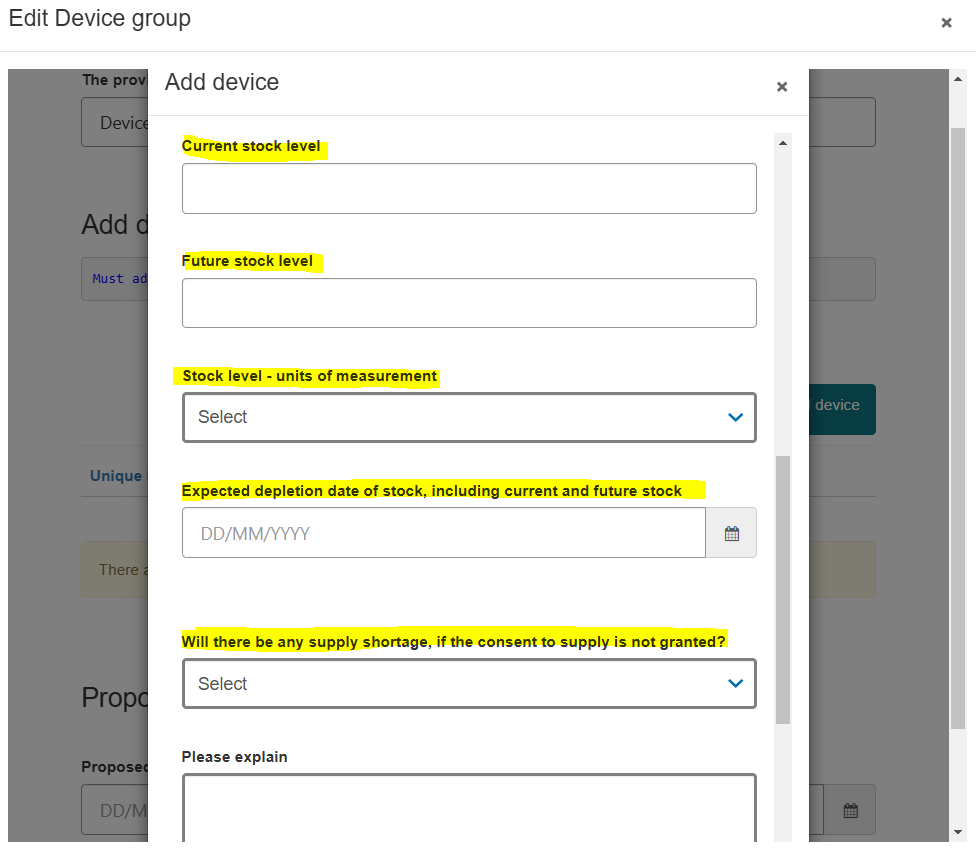 Edit Device group
×
The provi
Device
Add d
Must ad
device
Unique
There a
Propo
Proposed
DD/M
Add device
×
Current stock level
Future stock level
Stock level - units of measurement
Select
Expected depletion date of stock, including current and future stock
DD/MM/YYYY
Will there be any supply shortage, if the consent to supply is not granted?
Select
Please explain